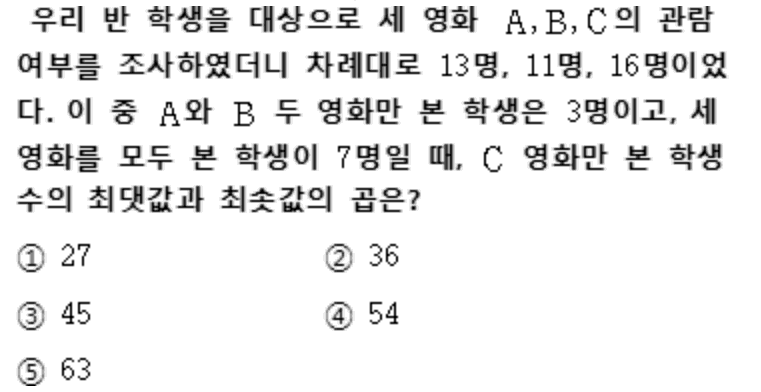 우리 반 학생을 대상으로 세 영화 A, B, C의 관람
여부를 조사하였더니 차례대로 13명, 11명, 16명이었
다. 이 중 A와 B 두 영화만 본 학생은 3명이고, 세
영화를 모두 본 학생이 7명일 때, C 영화만 본 학생
수의 최댓값과 최솟값의 곱은?
① 27 ② 36
③ 45 ④ 54
⑤ 63